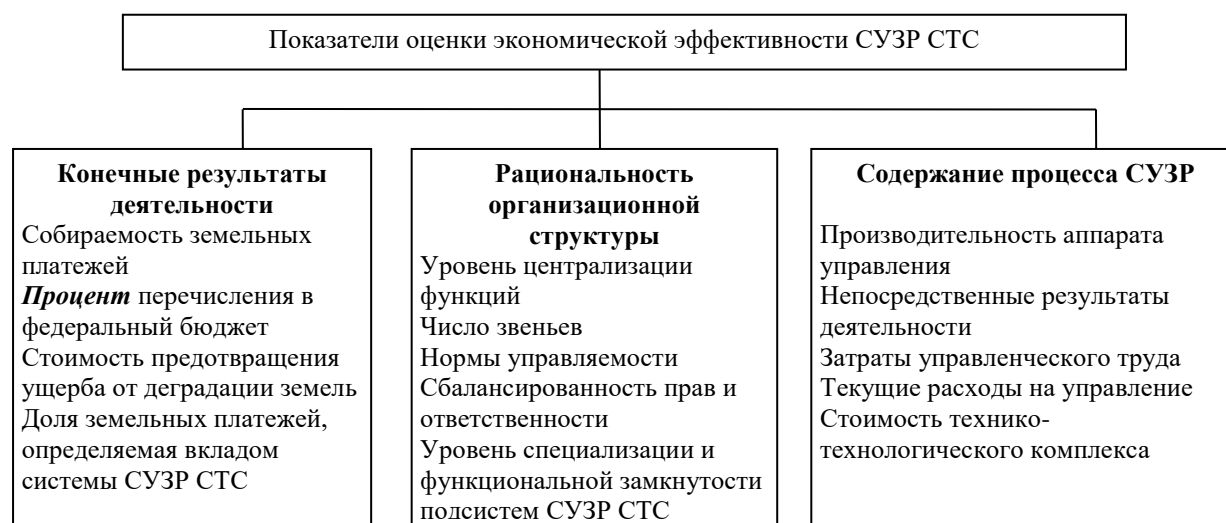 Показатели оценки экономической эффективности СУЗР СТС
Конечные результаты
деятельности
Собираемость земельных
платежей
Процент перечисления в
федеральный бюджет
Стоимость предотвращения
ущерба от деградации земель
Доля земельных платежей,
определяемая вкладом
системы СУЗР СТС
Рациональность
организационной
структуры
Уровень централизации
функций
Число звеньев
Нормы управляемости
Сбалансированность прав и
ответственности
Уровень специализации и
функциональной замкнутости
подсистем СУЗР СТС
Содержание процесса СУЗР
Производительность аппарата
управления
Непосредственные результаты
деятельности
Затраты управленческого труда
Текущие расходы на управление
Стоимость технико-
технологического комплекса